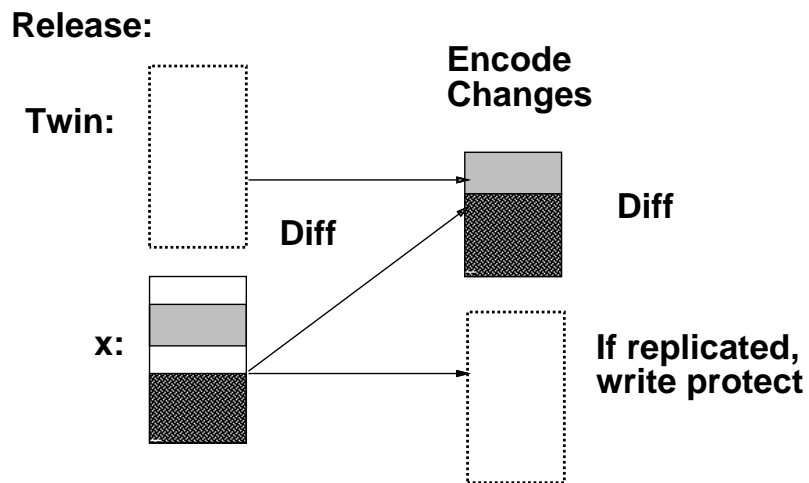 Release:
Encode
Changes
Twin:
Diff
Diff
x:
If replicated,
write protect